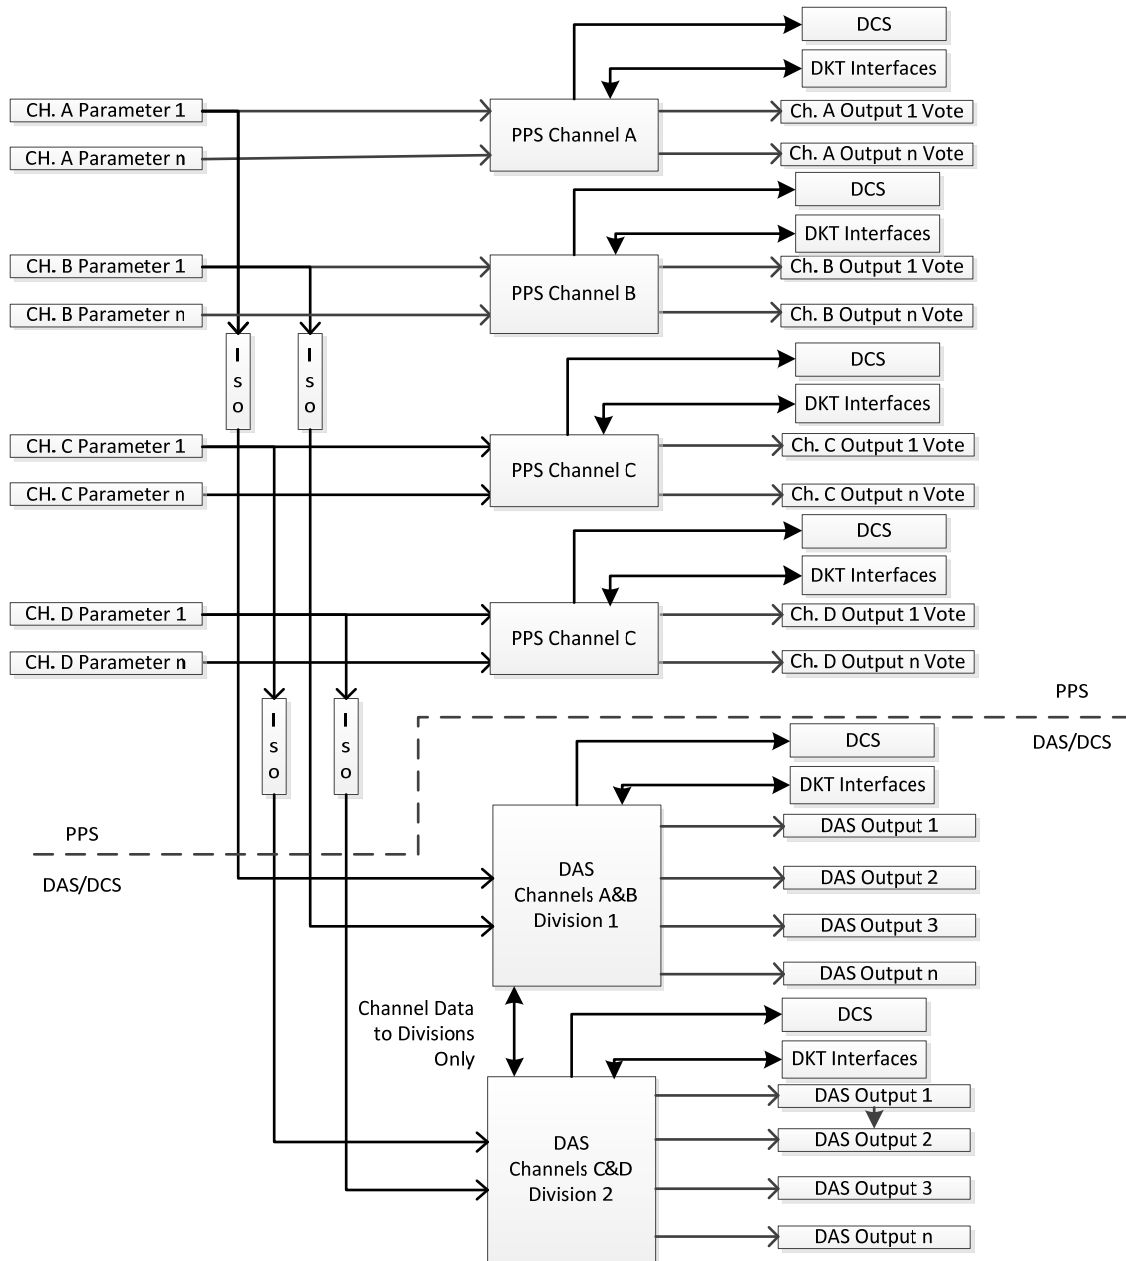 DCS
DKT Interfaces
CH. A Parameter 1
PPS Channel A
Ch. A Output 1 Vote
CH. A Parameter n
Ch. A Output n Vote
DCS
DKT Interfaces
CH. B Parameter 1
PPS Channel B
Ch. B Output 1 Vote
CH. B Parameter n
Ch. B Output n Vote
I
s
o
I
s
o
DCS
DKT Interfaces
CH. C Parameter 1
PPS Channel C
Ch. C Output 1 Vote
CH. C Parameter n
Ch. C Output n Vote
DCS
DKT Interfaces
CH. D Parameter 1
PPS Channel C
Ch. D Output 1 Vote
CH. D Parameter n
Ch. D Output n Vote
I
s
o
I
s
o
PPS
DAS/DCS
PPS
DAS/DCS
DCS
DKT Interfaces
DAS
Channels A&B
Division 1
DAS Output 1
DAS Output 2
DAS Output 3
DAS Output n
Channel Data
to Divisions
Only
DCS
DKT Interfaces
DAS
Channels C&D
Division 2
DAS Output 1
DAS Output 2
DAS Output 3
DAS Output n